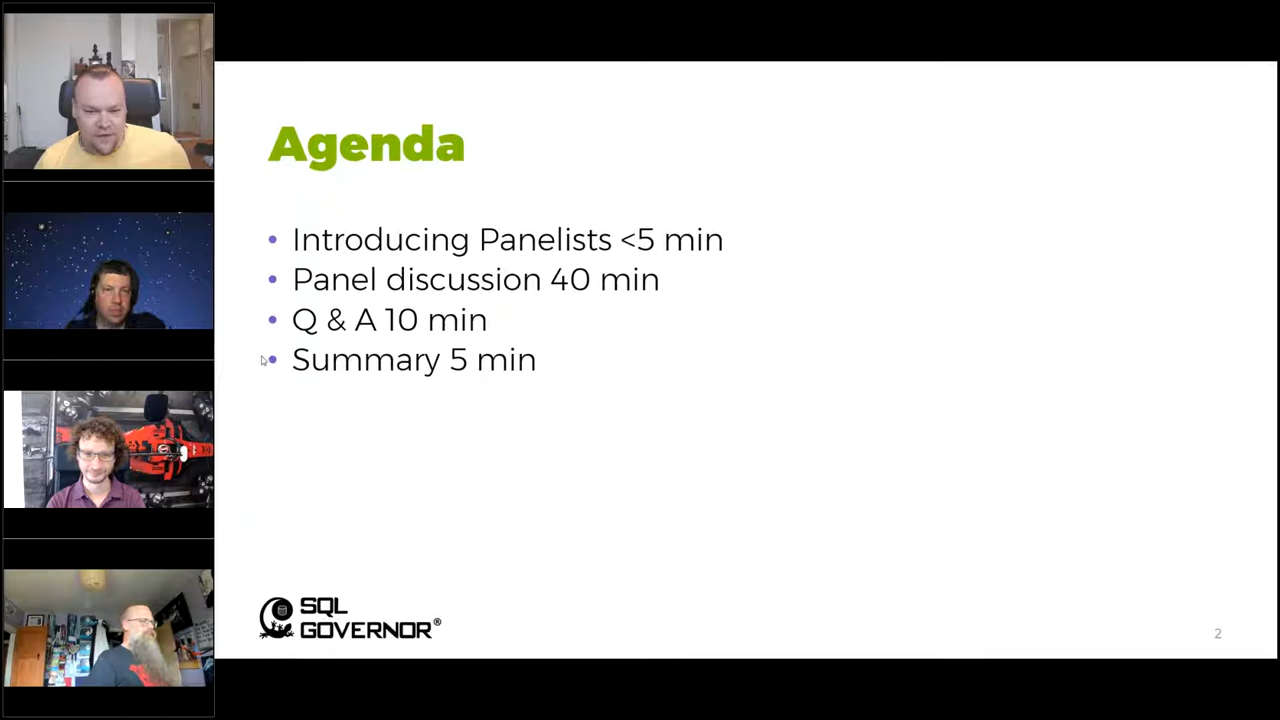 Agenda
• Introducing Panelists <5 min
• Panel discussion 40 min
• Q & A 10 min
• Summary 5 min
SQL
GOVERNOR®
2